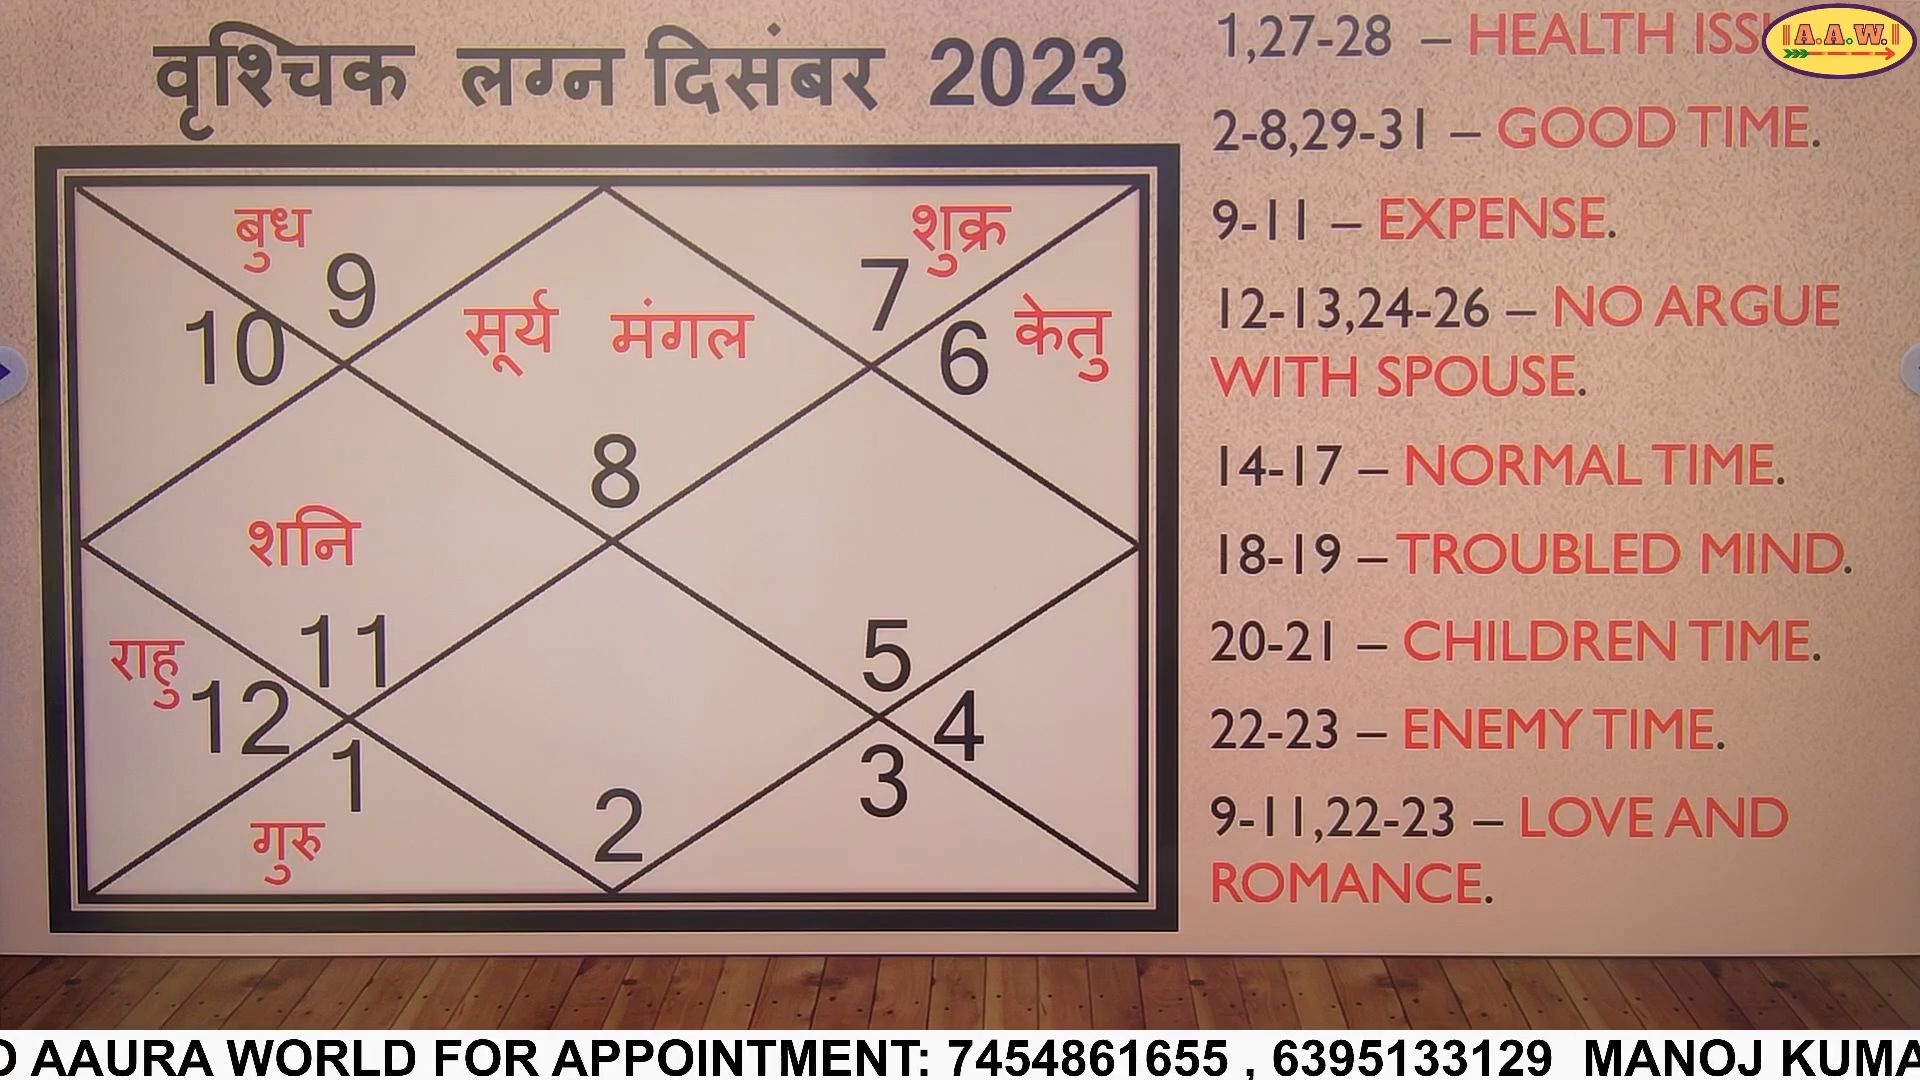 वृश्चिक लग्न दिसंबर 2023
बुध
9
10
सूर्य मंगल
8
शुक्र
7
6
केतु
शनि
11
राहु
12
1
गुरु
2
5
4
3
1,27-28 – HEALTH
A.A.W.
2-8,29-31 – GOOD TIME.
9-11 – EXPENSE.
12-13,24-26 – NO ARGUE
WITH SPOUSE.
14-17 – NORMAL TIME.
18-19 – TROUBLED MIND.
20-21 – CHILDREN TIME.
22-23 – ENEMY TIME.
9-11,22-23 – LOVE AND
ROMANCE.
AAURA WORLD FOR APPOINTMENT: 7454861655 , 6395133129 MANOJ